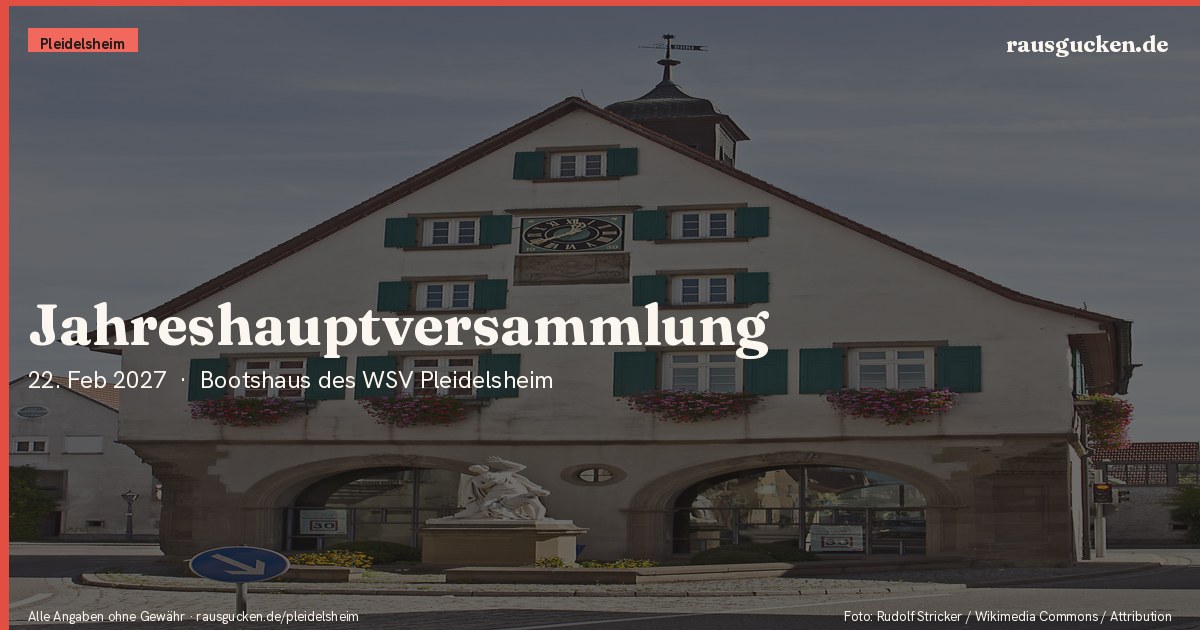 Pleidelsheim
rausgucken.de
Jahreshauptversammlung
22. Feb 2027 · Bootshaus des WSV Pleidelsheim
30
Alle Angaben ohne Gewähr · rausgucken.de/pleidelsheim
Foto: Rudolf Stricker / Wikimedia Commons / Attribution